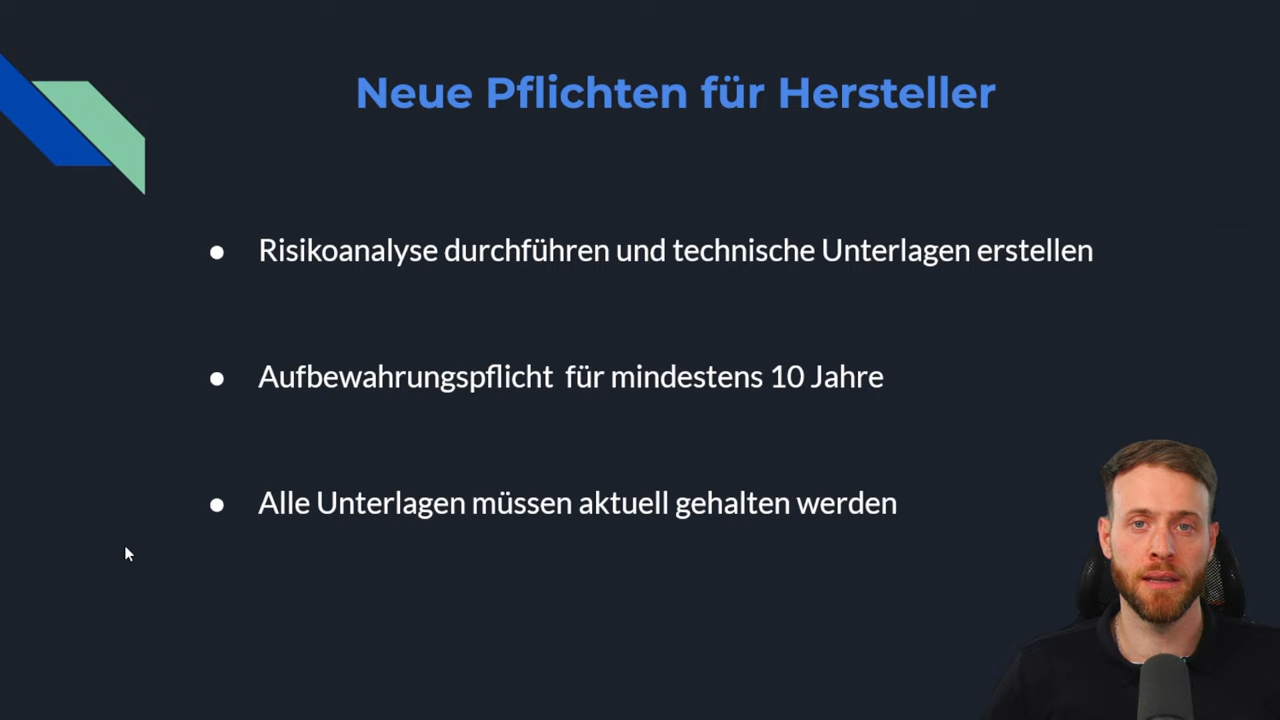 Neue Pflichten für Hersteller
● Risikoanalyse durchführen und technische Unterlagen erstellen
● Aufbewahrungspflicht für mindestens 10 Jahre
● Alle Unterlagen müssen aktuell gehalten werden